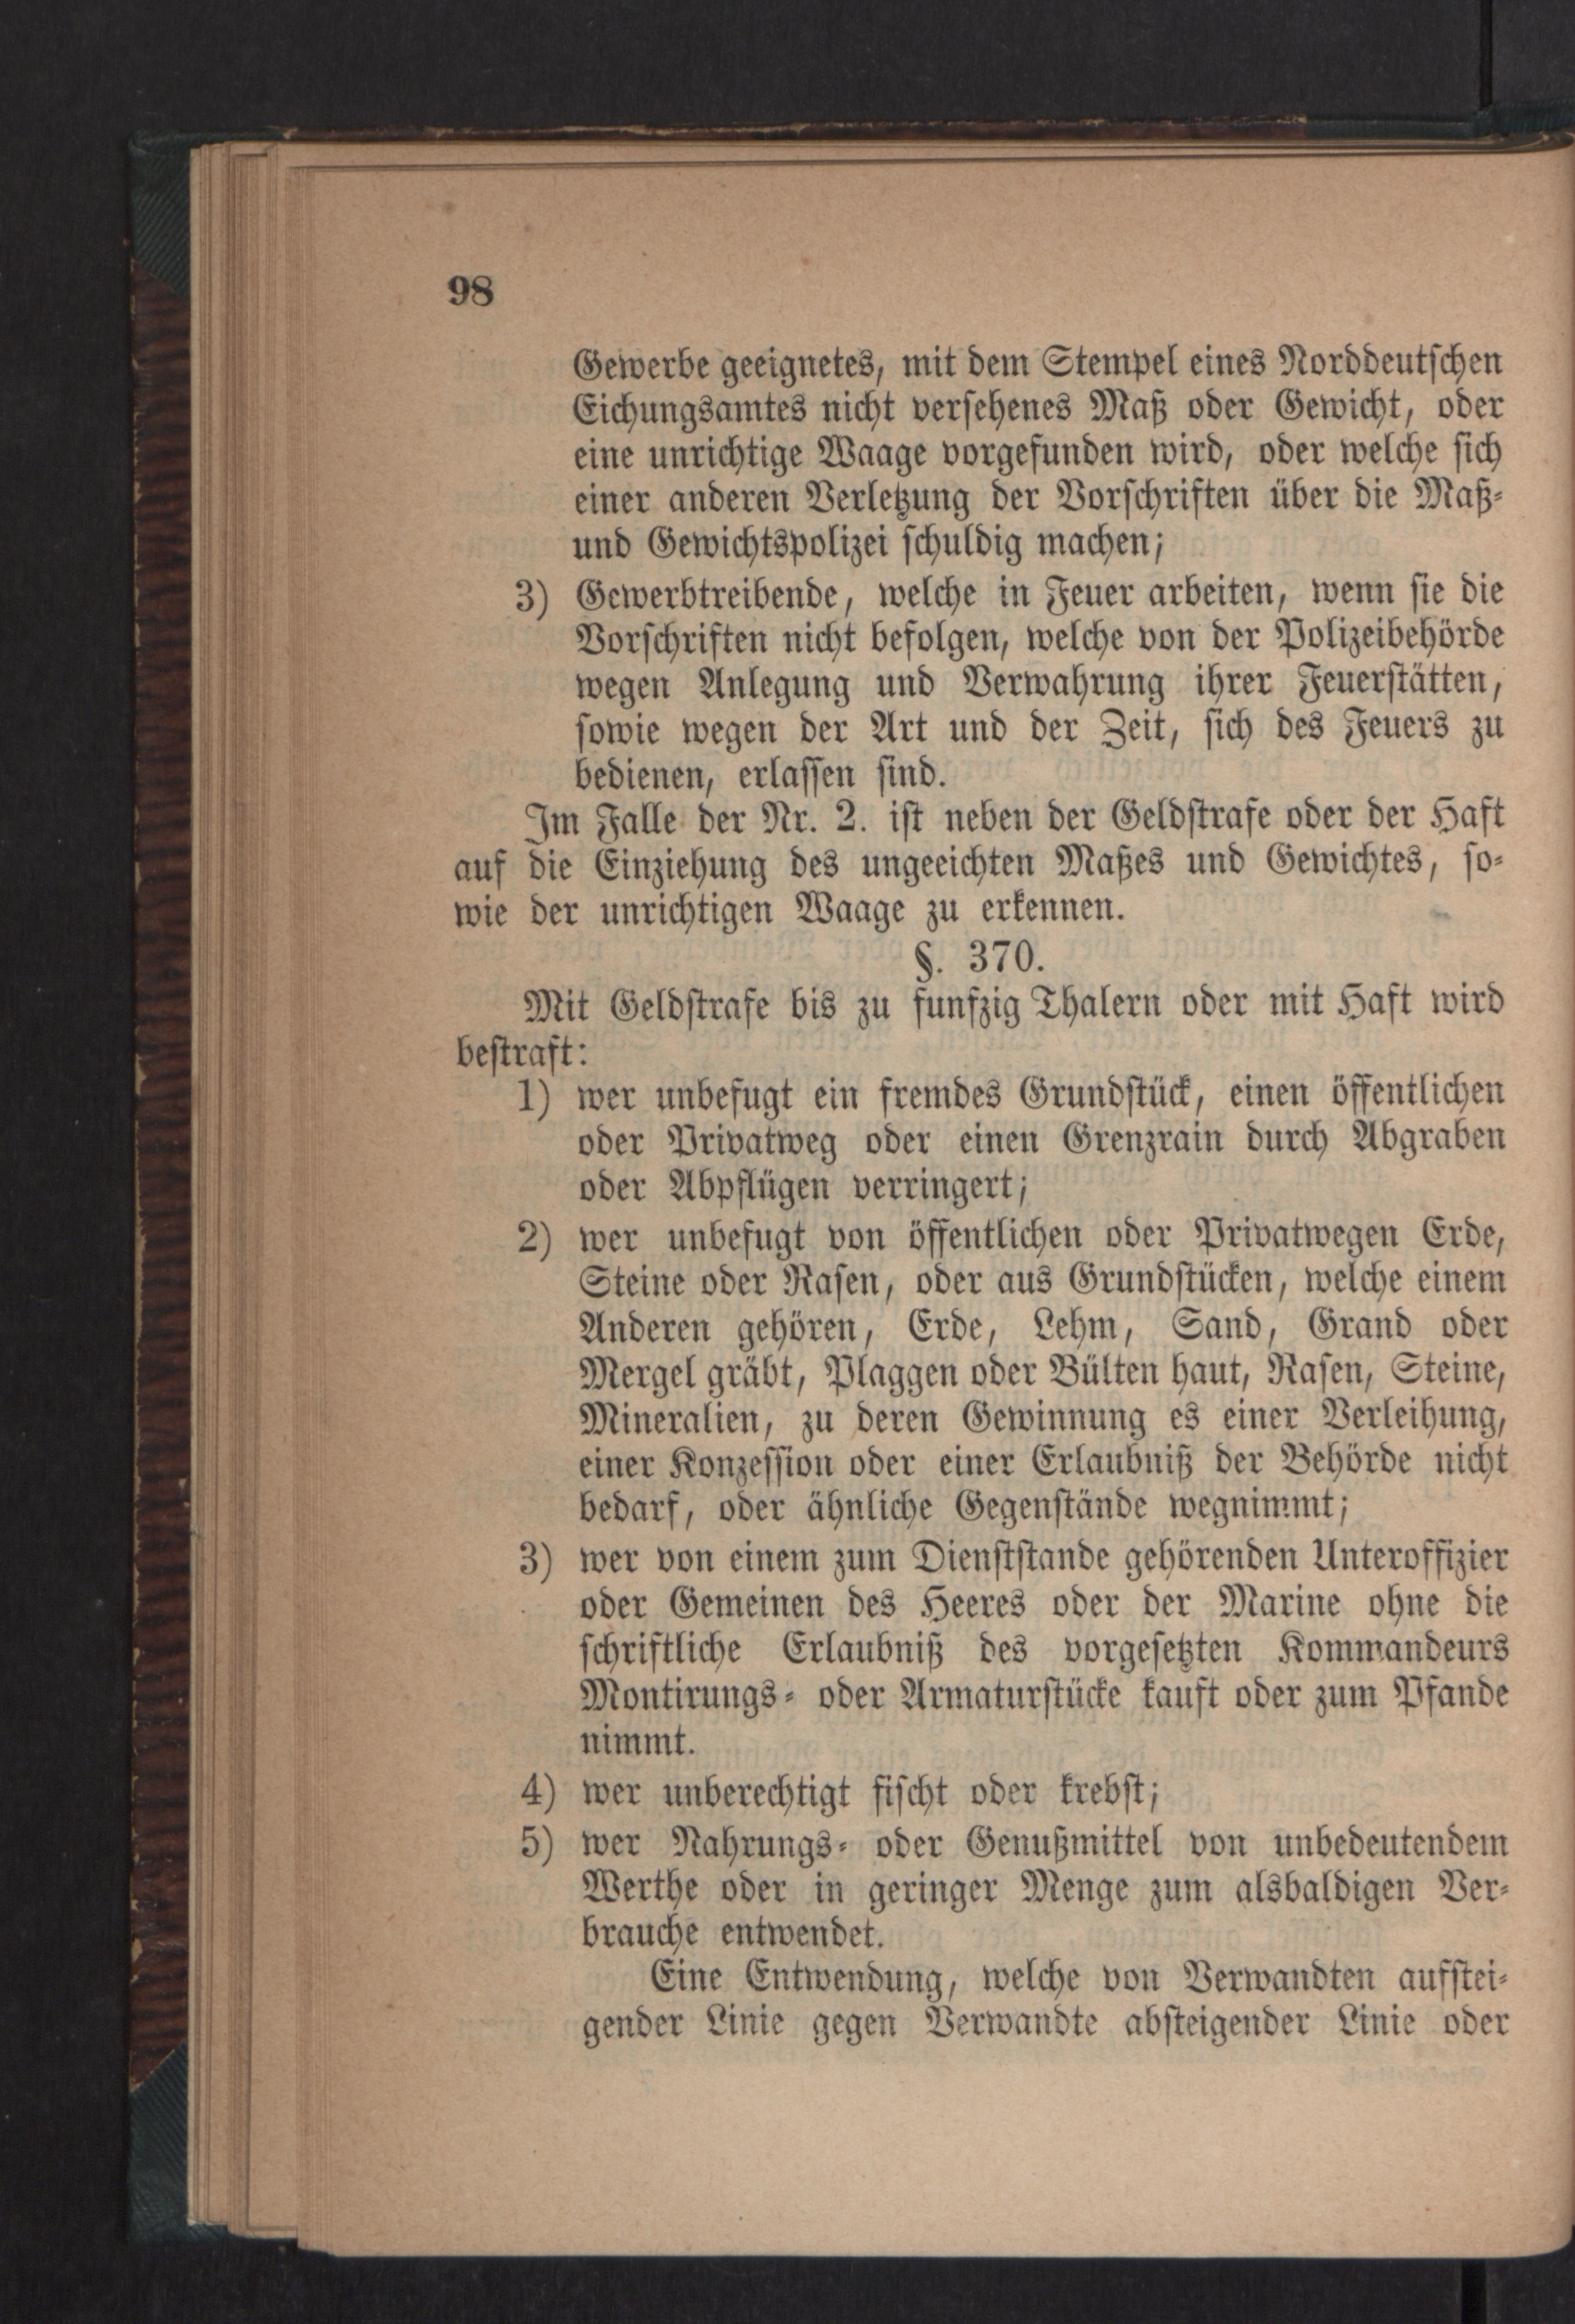 98
Gewerbe geeignetes, mit dem Stempel eines Norddeutschen
Eichungsamtes nicht versehenes Maß oder Gewicht, oder
eine unrichtige Waage vorgefunden wird, oder welche sich
einer anderen Verletzung der Vorschriften über die Maß-
und Gewichtspolizei schuldig machen;
3) Gewerbtreibende, welche in Feuer arbeiten, wenn sie die
Vorschriften nicht befolgen, welche von der Polizeibehörde
wegen Anlegung und Verwahrung ihrer Feuerstätten,
sowie wegen der Art und der Zeit, sich des Feuers zu
bedienen, erlassen sind.
Im Falle der Nr. 2. ist neben der Geldstrafe oder der Haft
auf die Einziehung des ungeeichten Maßes und Gewichtes, so-
wie der unrichtigen Waage zu erkennen.
§. 370.
Mit Geldstrafe bis zu funfzig Thalern oder mit Haft wird
bestraft:
1) wer unbefugt ein fremdes Grundstück, einen öffentlichen
oder Privatweg oder einen Grenzrain durch Abgraben
oder Abpflügen verringert;
2) wer unbefugt von öffentlichen oder Privatwegen Erde,
Steine oder Rasen, oder aus Grundstücken, welche einem
Anderen gehören, Erde, Lehm, Sand, Grand oder
Mergel gräbt, Plaggen oder Bülten haut, Rasen, Steine,
Mineralien, zu deren Gewinnung es einer Verleihung,
einer Konzession oder einer Erlaubniß der Behörde nicht
bedarf, oder ähnliche Gegenstände wegnimmt;
3) wer von einem zum Dienststande gehörenden Unteroffizier
oder Gemeinen des Heeres oder der Marine ohne die
schriftliche Erlaubniß des vorgesetzten Kommandeurs
Montirungs- oder Armaturstücke kauft oder zum Pfande
nimmt.
4) wer unberechtigt fischt oder krebst;
5) wer Nahrungs- oder Genußmittel von unbedeutendem
Werthe oder in geringer Menge zum alsbaldigen Ver-
brauche entwendet.
Eine Entwendung, welche von Verwandten aufstei-
gender Linie gegen Verwandte absteigender Linie oder